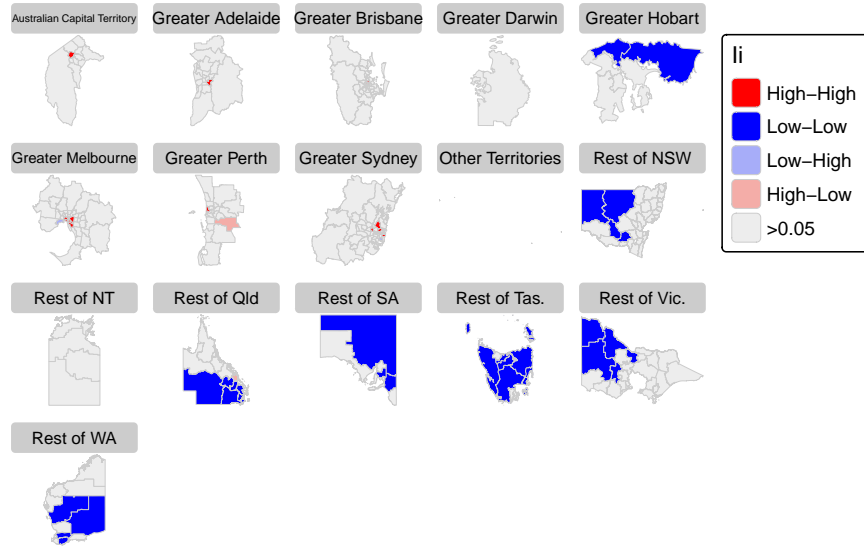 Australian Capital Territory
Greater Adelaide
Greater Brisbane
Greater Darwin
Greater Hobart
Greater Melbourne
Greater Perth
Greater Sydney
Other Territories
Rest of NSW
Rest of NT
Rest of Qld
Rest of SA
Rest of Tas.
Rest of Vic.
Rest of WA
Ii
High−High
Low−Low
Low−High
High−Low
>0.05